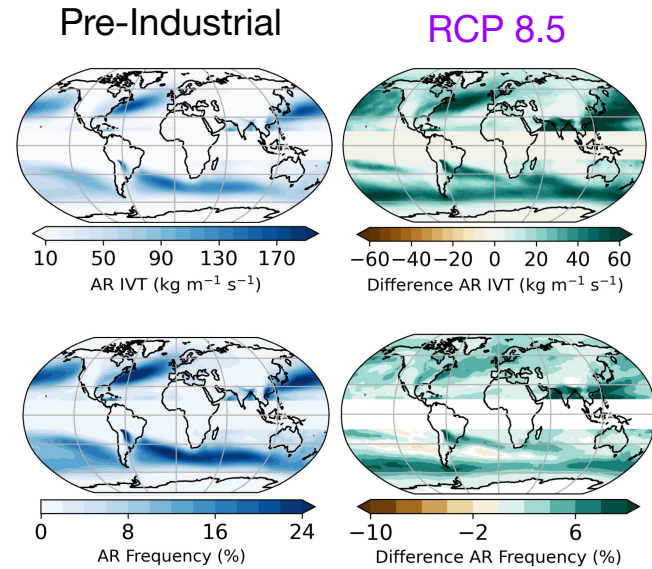 Pre-Industrial
RCP 8.5
10 50 90 130 170
AR IVT (kg m⁻¹ s⁻¹)
−60 −40 −20 0 20 40 60
Difference AR IVT (kg m⁻¹ s⁻¹)
0 8 16 24
AR Frequency (%)
−10 −2 6
Difference AR Frequency (%)